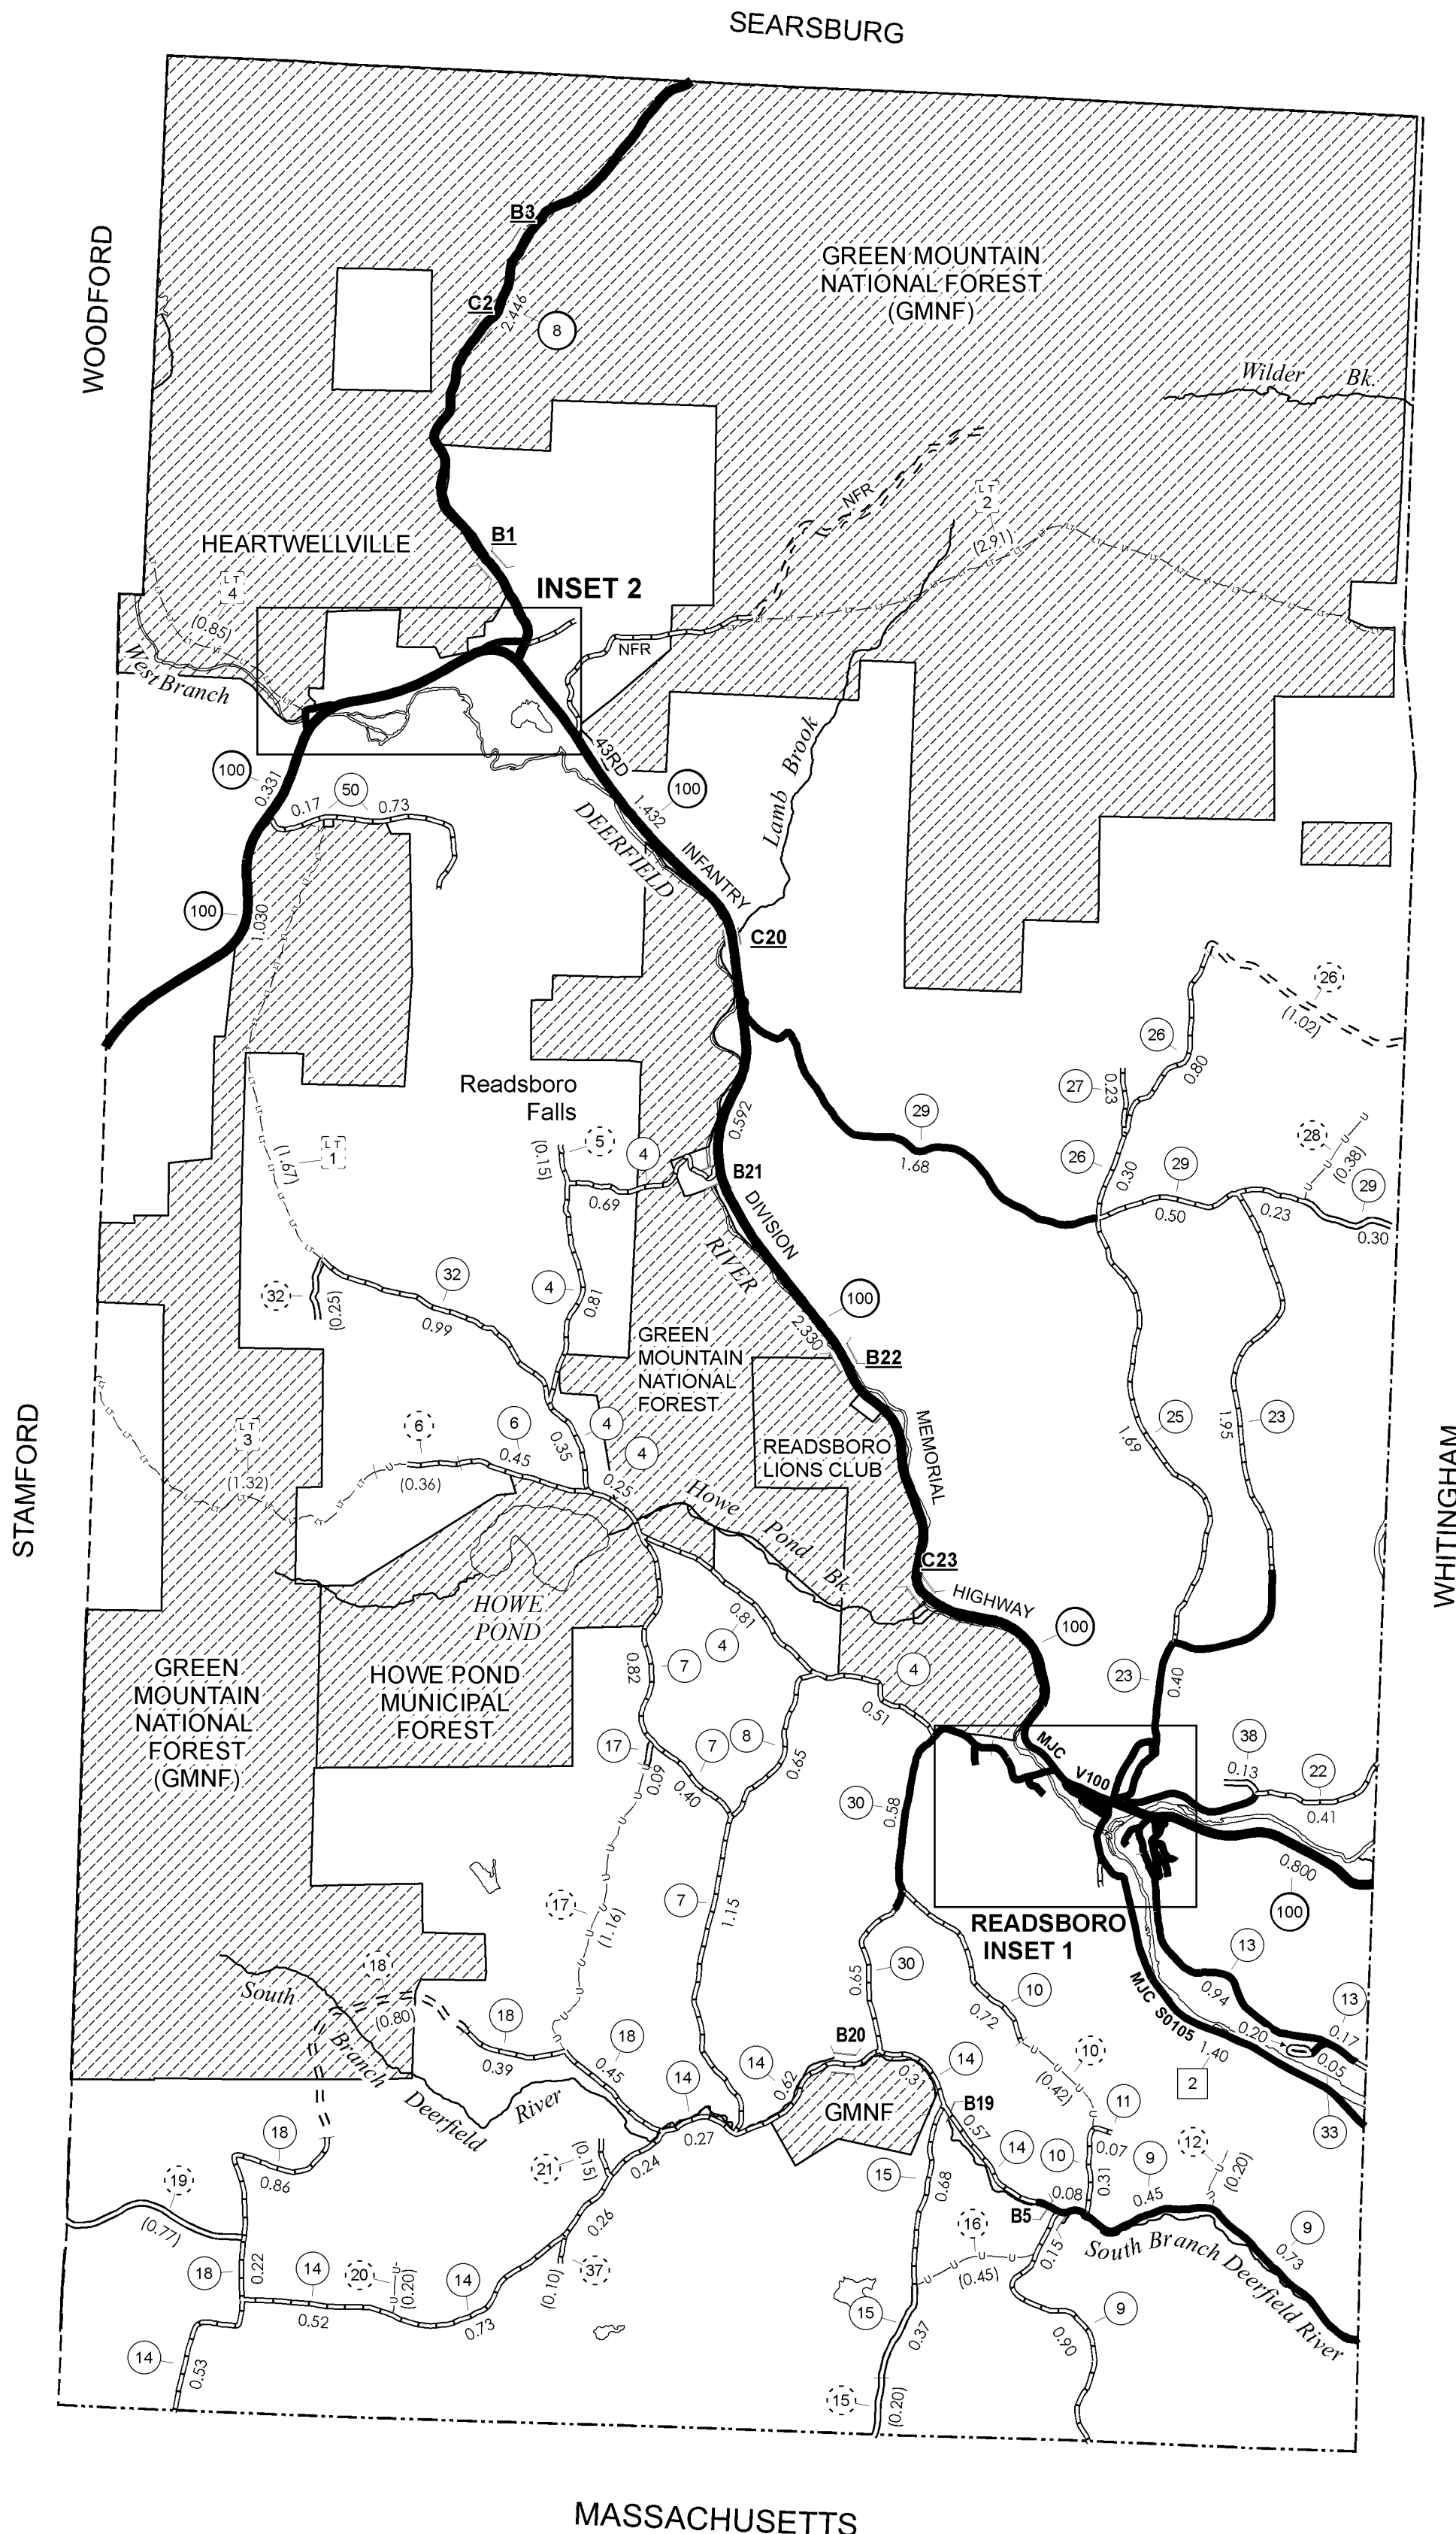 SEARSBURG
WOODFORD
B3
C2
2.446
8
GREEN MOUNTAIN
NATIONAL FOREST
(GMNF)
Wilder Bk.
NFR
LT
2
(2.91)
HEARTWELLVILLE
B1
INSET 2
LT
4
(0.85)
West Branch
NFR
100
0.331
0.17
50
0.73
43RD
1.432
100
DEERFIELD
INFANTRY
Lamb Brook
100
1.030
C20
26
(1.02)
26
0.80
27
0.23
Readsboro
Falls
0.592
29
1.68
28
(0.38)
LT
1
(1.67)
(0.15)
5
4
0.69
B21
DIVISION
RIVER
26
0.30
29
0.50
0.23
29
0.30
32
(0.25)
32
0.99
4
0.81
100
2.330
B22
GREEN
MOUNTAIN
NATIONAL
FOREST
STAMFORD
LT
3
(1.32)
6
(0.36)
6
0.45
4
0.35
4
0.25
READSBORO
LIONS CLUB
MEMORIAL
25
1.69
23
1.95
WHITINGHAM
Howe Pond Bk.
C23
HIGHWAY
HOWE
POND
0.81
4
100
GREEN
MOUNTAIN
NATIONAL
FOREST
(GMNF)
HOWE POND
MUNICIPAL
FOREST
0.82
7
4
0.51
23
0.40
17
0.09
7
0.40
8
0.65
MJC
V100
38
0.13
22
0.41
30
0.58
0.800
100
17
(1.16)
7
1.15
READSBORO
INSET 1
South Branch Deerfield River
18
(0.80)
18
0.39
18
0.45
30
0.65
10
0.72
13
0.94
13
0.17
MJC S0105
0.20
0.05
1.40
2
33
B20
14
0.62
0.31
14
10
(0.42)
14
0.27
GMNF
B19
0.57
14
11
0.07
10
0.31
12
(0.20)
18
0.86
21
(0.15)
0.24
15
0.68
0.08
B5
9
0.45
19
(0.77)
0.26
16
(0.45)
0.15
9
0.73
South Branch Deerfield River
18
0.22
14
0.52
20
(0.20)
14
0.73
(0.10)
37
15
0.37
9
0.90
14
0.53
15
(0.20)
MASSACHUSETTS